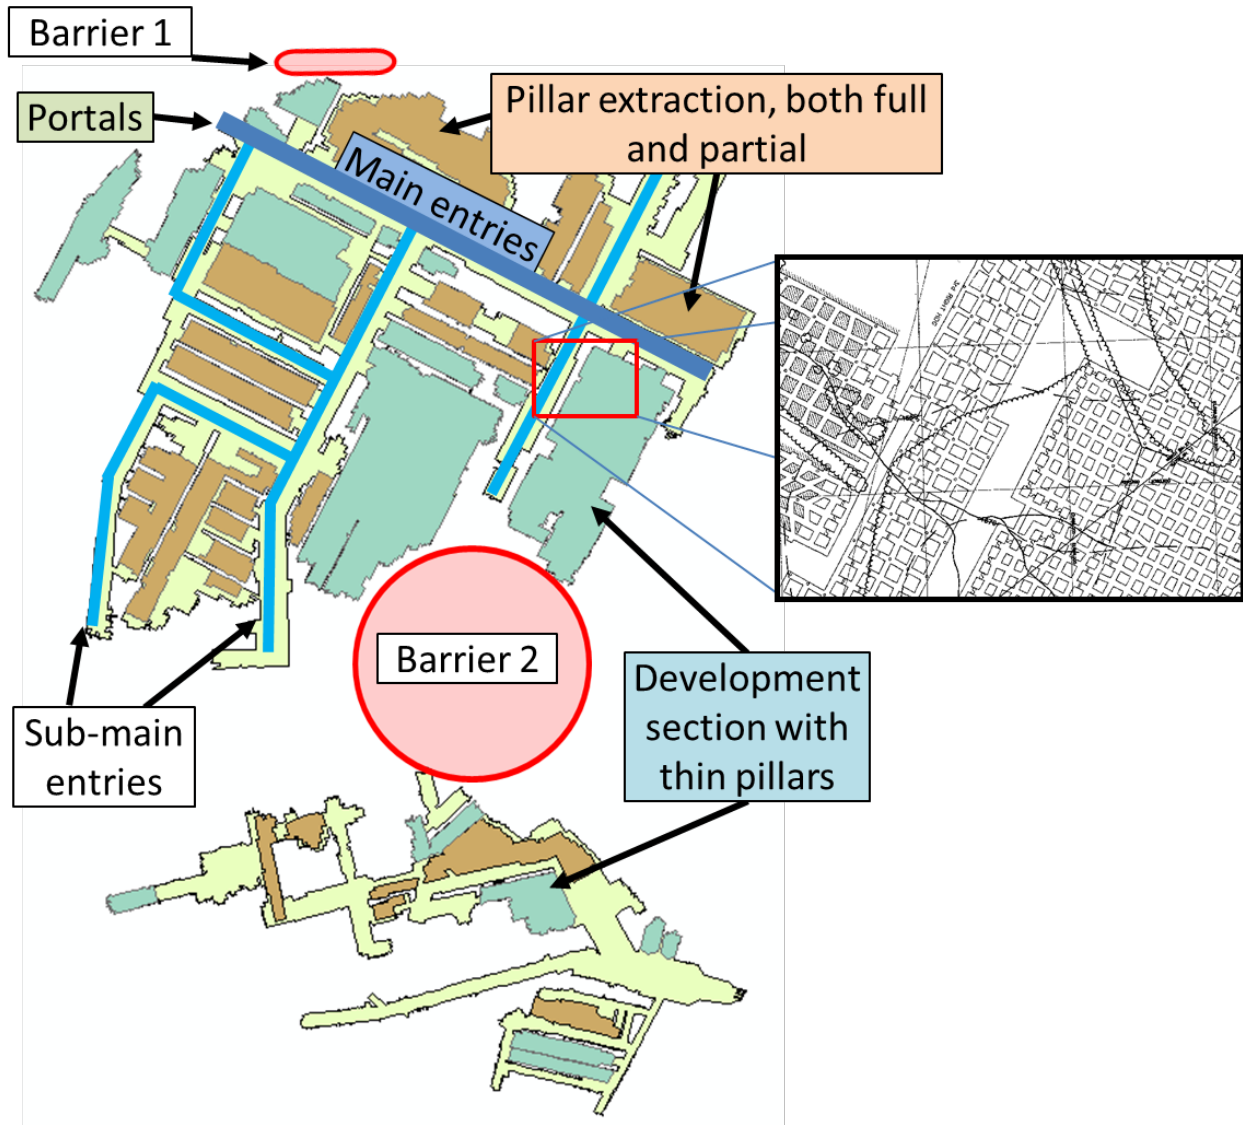 Barrier 1
Portals
Pillar extraction, both full
and partial
Main entries
Barrier 2
Development
section with
thin pillars
Sub-main
entries